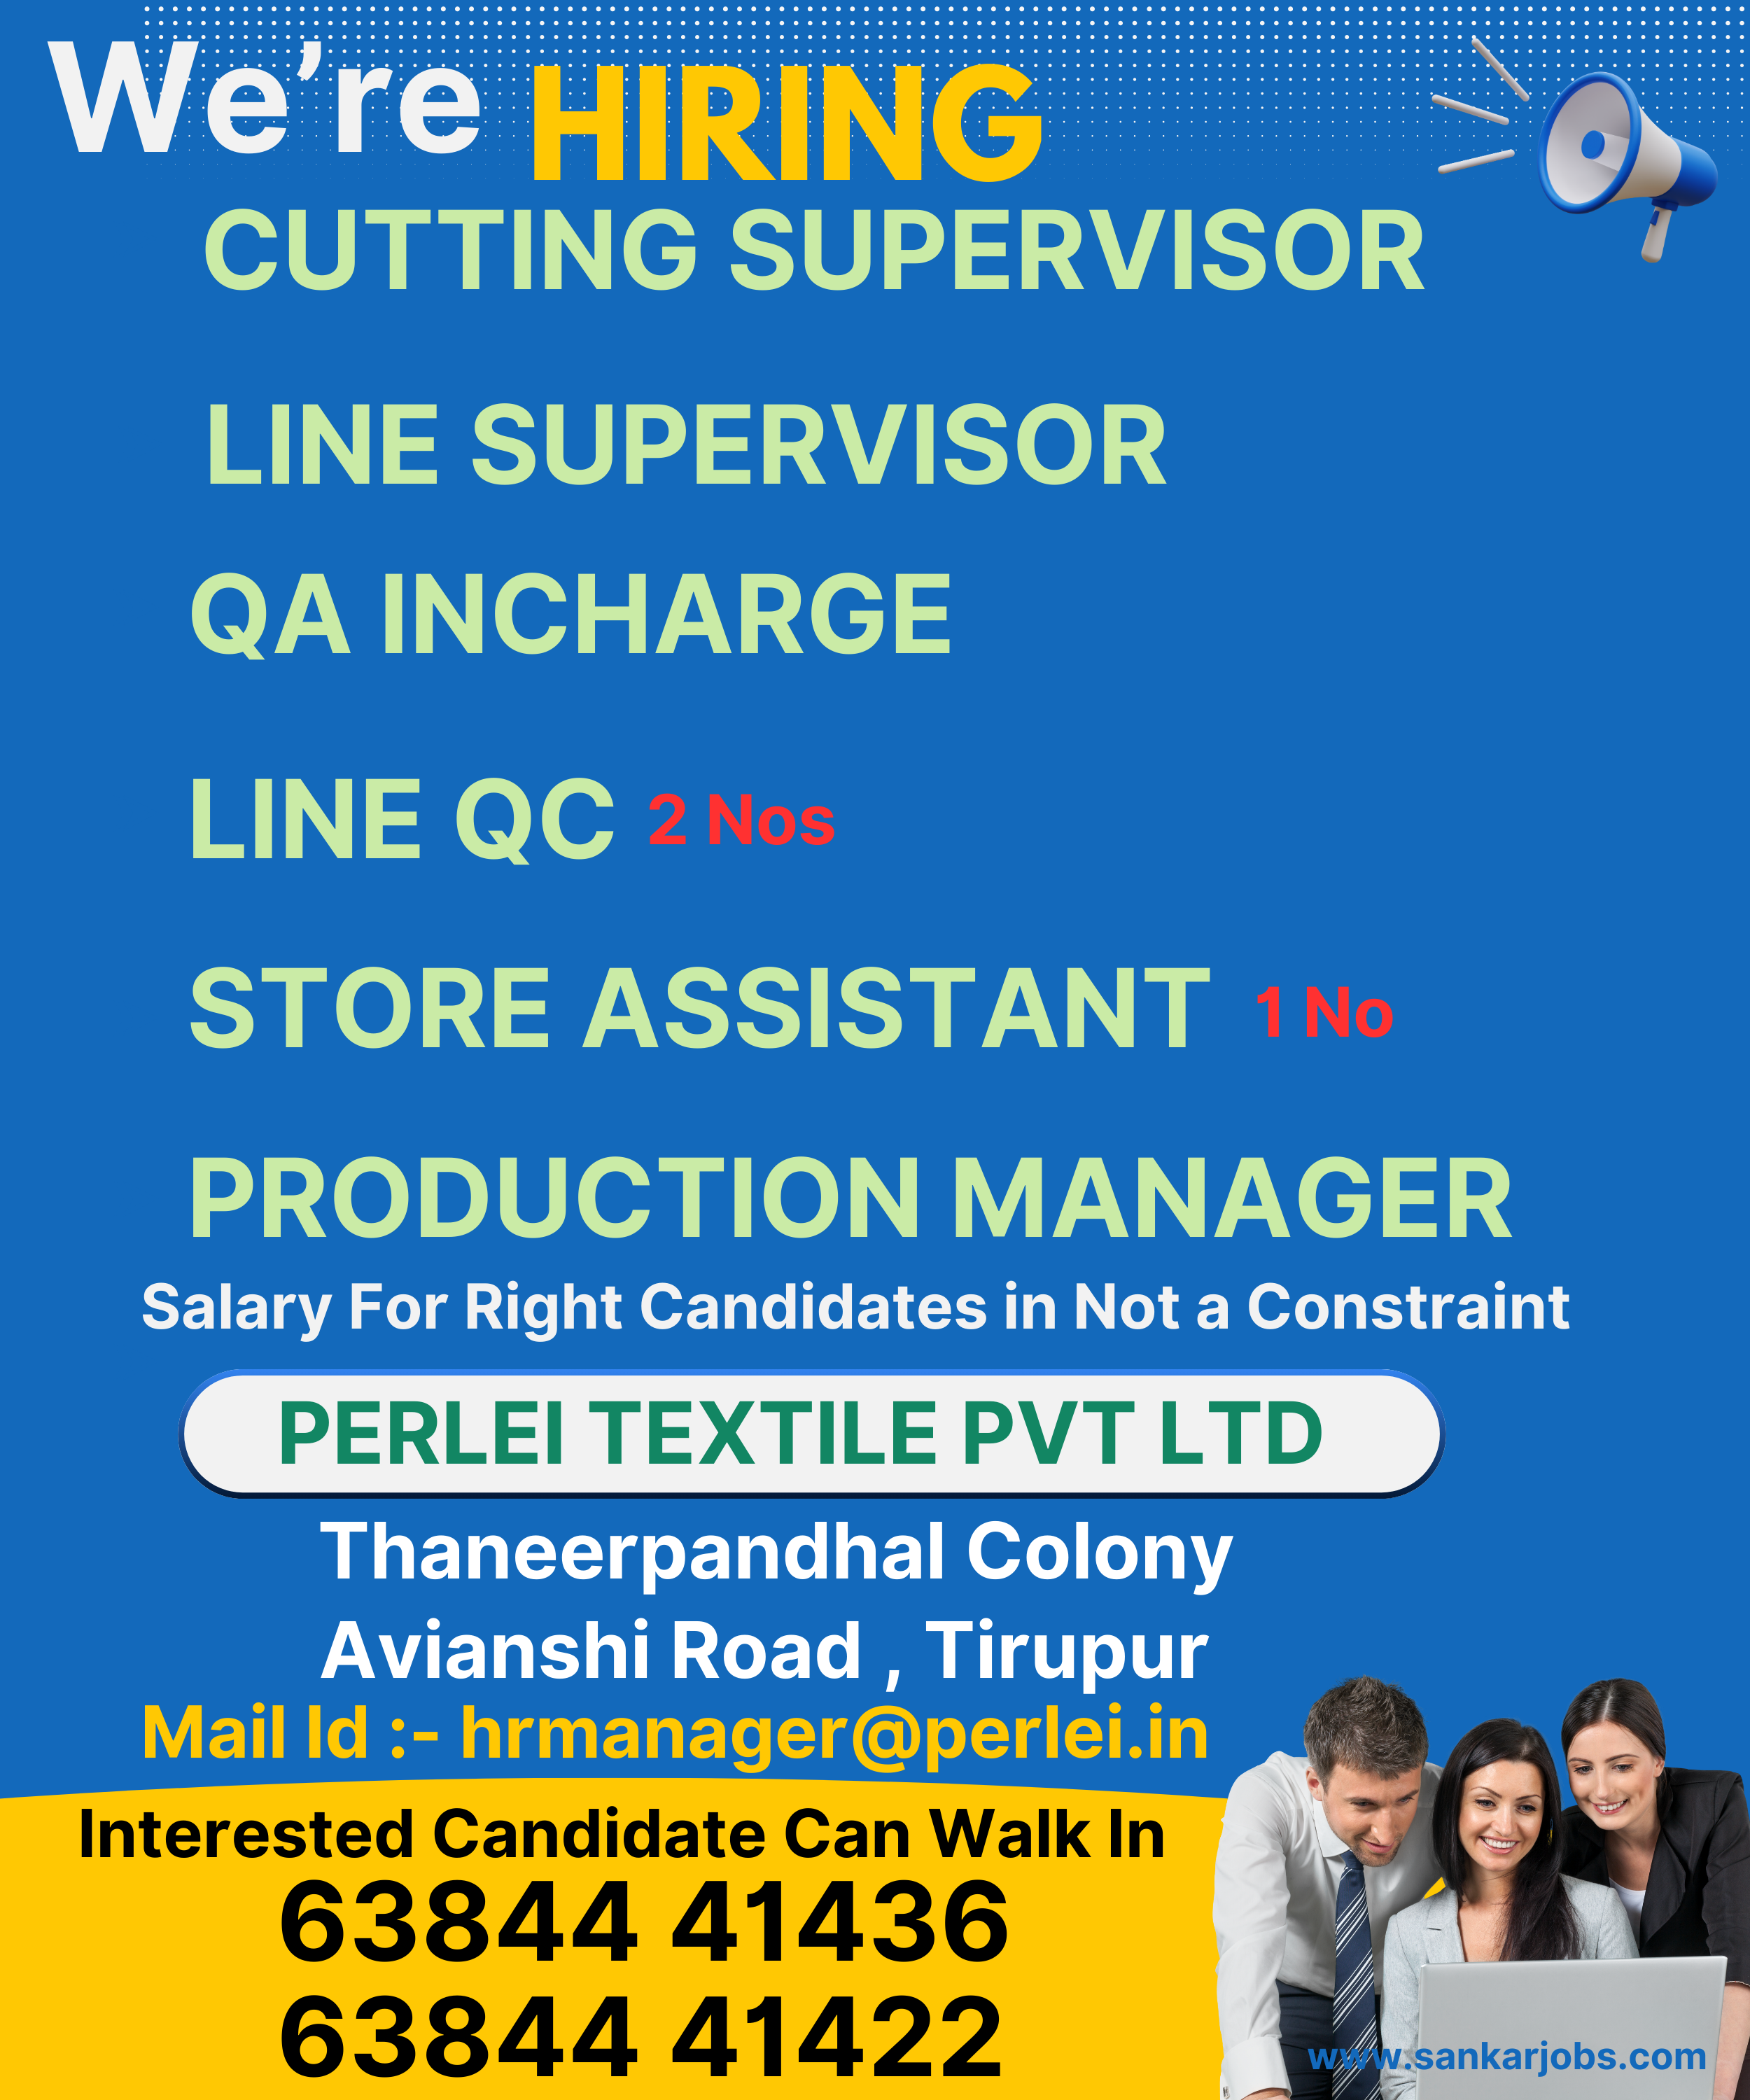 We're HIRING
CUTTING SUPERVISOR
LINE SUPERVISOR
QA INCHARGE
LINE QC 2 Nos
STORE ASSISTANT 1 No
PRODUCTION MANAGER
Salary For Right Candidates in Not a Constraint
PERLEI TEXTILE PVT LTD
Thaneerpandhal Colony
Avianshi Road , Tirupur
Mail Id :- hrmanager@perlei.in
Interested Candidate Can Walk In
63844 41436
63844 41422
www.sankarjobs.com